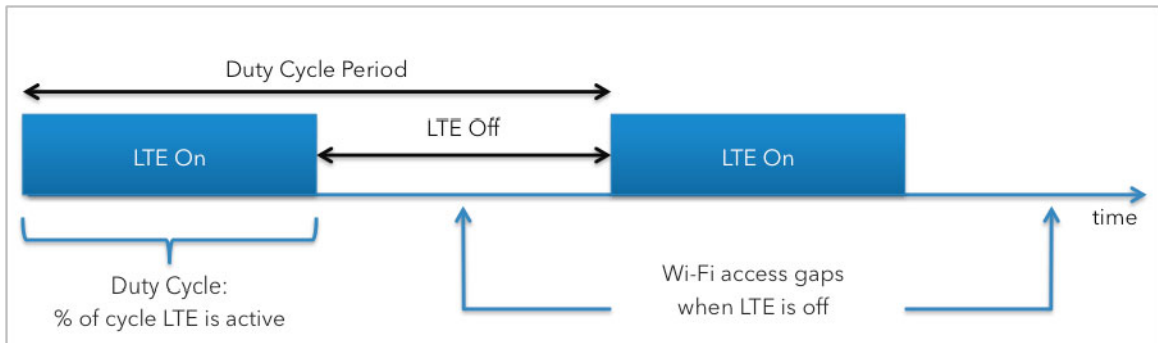 Duty Cycle Period
LTE On
LTE Off
LTE On
time
Duty Cycle:
% of cycle LTE is active
Wi-Fi access gaps
when LTE is off